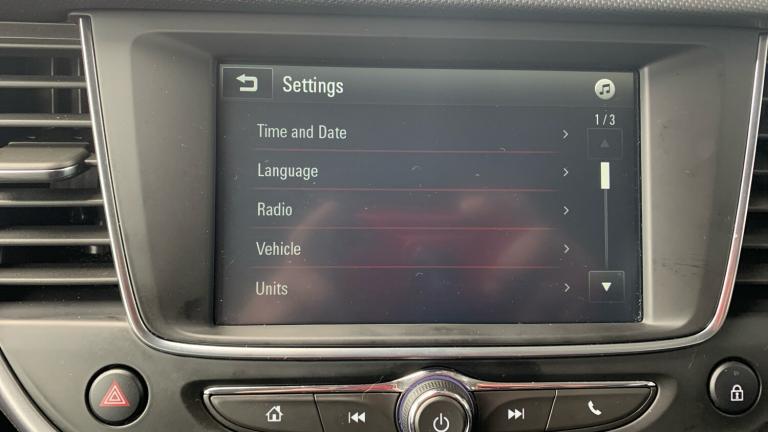 Settings
1/3
Time and Date
Language
Radio
Vehicle
Units